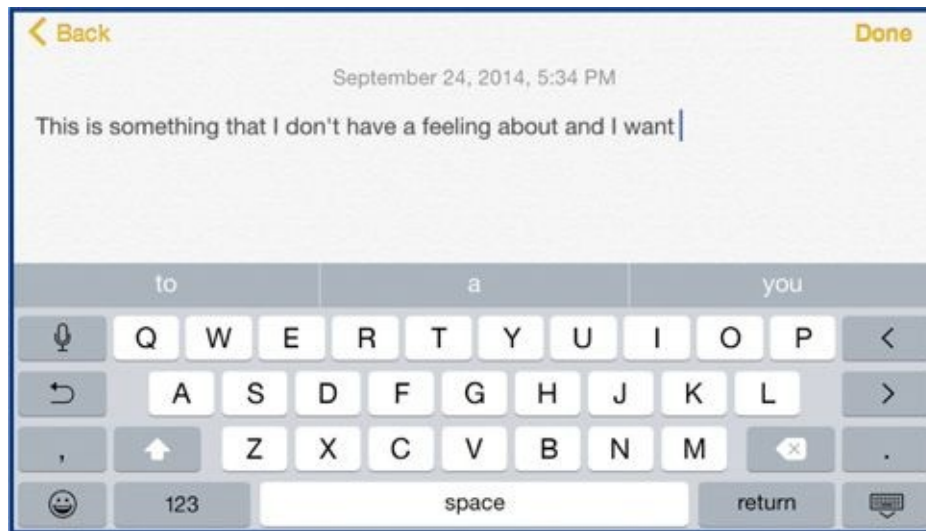 Back Done
September 24, 2014, 5:34 PM
This is something that I don't have a feeling about and I want
to a you
Q W E R T Y U I O P <
A S D F G H J K L >
, Z X C V B N M .
123 space return